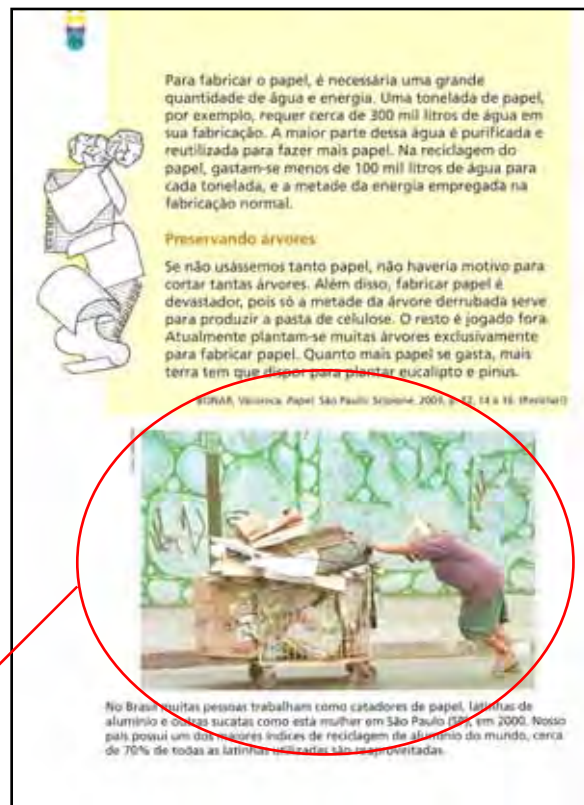 Para fabricar o papel, é necessária uma grande
quantidade de água e energia. Uma tonelada de papel,
por exemplo, requer cerca de 300 mil litros de água em
sua fabricação. A maior parte dessa água é purificada e
reutilizada para fazer mais papel. Na reciclagem do
papel, gastam-se menos de 100 mil litros de água para
cada tonelada, e a metade da energia empregada na
fabricação normal.
Preservando árvores
Se não usássemos tanto papel, não haveria motivo para
cortar tantas árvores. Além disso, fabricar papel é
devastador, pois só a metade da árvore derrubada serve
para produzir a pasta de celulose. O resto é jogado fora.
Atualmente plantam-se muitas árvores exclusivamente
para fabricar papel. Quanto mais papel se gasta, mais
terra tem que dispor para plantar eucalipto e pinus.
Papel. São Paulo: Scipione, 14 a 16. (Reciclar!)
No Brasil muitas pessoas trabalham como catadores de papel, latinhas de
alumínio e outras sucatas como esta mulher em São Paulo (SP), em 2000. Nosso
país possui um dos maiores índices de reciclagem de alumínio do mundo, cerca
de 70% de todas as latinhas utilizadas são reaproveitadas.